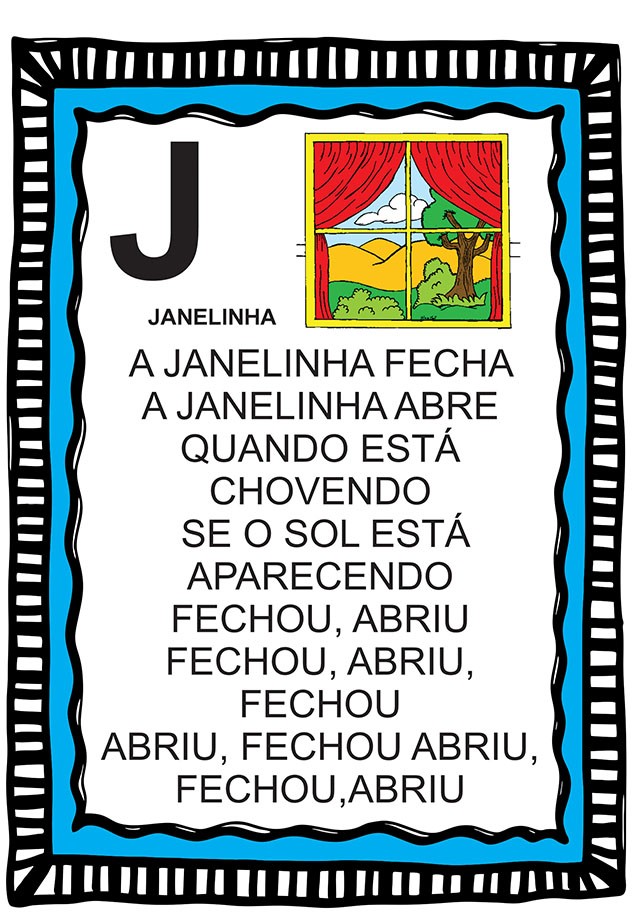 J
JANELINHA
A JANELINHA FECHA
A JANELINHA ABRE
QUANDO ESTÁ
CHOVENDO
SE O SOL ESTÁ
APARECENDO
FECHOU, ABRIU
FECHOU, ABRIU,
FECHOU
ABRIU, FECHOU ABRIU,
FECHOU,ABRIU